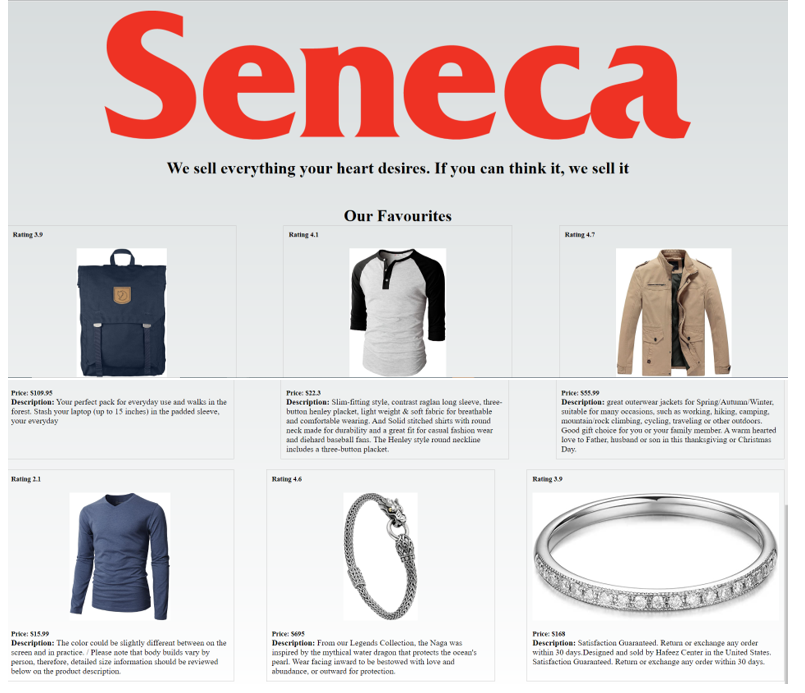 Seneca
We sell everything your heart desires. If you can think it, we sell it
Our Favourites
Rating 3.9
Rating 4.1
Rating 4.7
Price: $109.95
Description: Your perfect pack for everyday use and walks in the
forest. Stash your laptop (up to 15 inches) in the padded sleeve,
your everyday
Price: $22.3
Description: Slim-fitting style, contrast raglan long sleeve, three-
button henley placket, light weight & soft fabric for breathable
and comfortable wearing. And Solid stitched shirts with round
neck made for durability and a great fit for casual fashion wear
and diehard baseball fans. The Henley style round neckline
includes a three-button placket.
Price: $55.99
Description: great outerwear jackets for Spring/Autumn/Winter,
suitable for many occasions, such as working, hiking, camping,
mountain/rock climbing, cycling, traveling or other outdoors.
Good gift choice for you or your family member. A warm hearted
love to Father, husband or son in this thanksgiving or Christmas
Day.
Rating 2.1
Rating 4.6
Rating 3.9
Price: $15.99
Description: The color could be slightly different between on the
screen and in practice. / Please note that body builds vary by
person, therefore, detailed size information should be reviewed
below on the product description.
Price: $695
Description: From our Legends Collection, the Naga was
inspired by the mythical water dragon that protects the ocean's
pearl. Wear facing inward to be bestowed with love and
abundance, or outward for protection.
Price: $168
Description: Satisfaction Guaranteed. Return or exchange any order
within 30 days.Designed and sold by Hafeez Center in the United States.
Satisfaction Guaranteed. Return or exchange any order within 30 days.